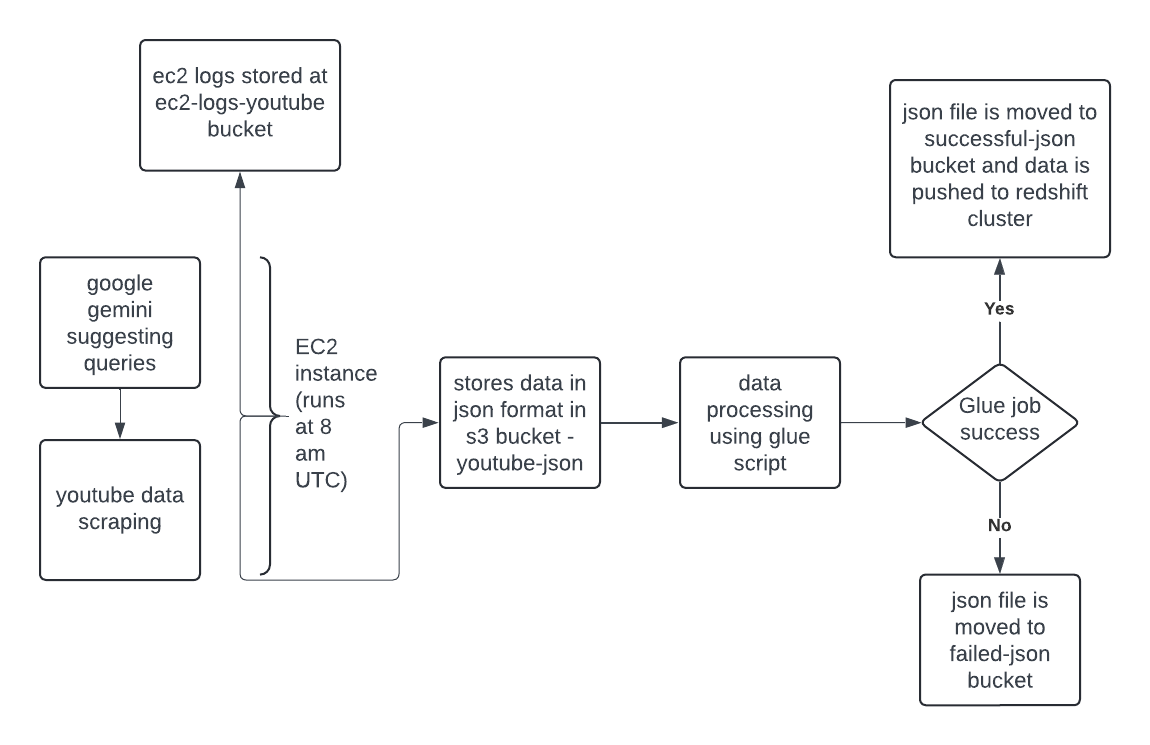 ec2 logs stored at
ec2-logs-youtube
bucket
google
gemini
suggesting
queries
youtube data
scraping
EC2
instance
(runs
at 8
am
UTC)
stores data in
json format in
s3 bucket -
youtube-json
data
processing
using glue
script
Glue job
success
Yes
json file is moved to
successful-json
bucket and data is
pushed to redshift
cluster
No
json file is
moved to
failed-json
bucket